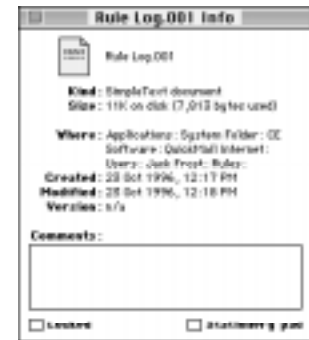 Rule Log.001 Info
Rule Log.001
Kind: SimpleText document
Size: 11K on disk (7,813 bytes used)
Where: Applications: System Folder: CE
Software: QuickMail Internet:
Users: Jack Frost: Rules:
Created: 28 Oct 1996, 12:17 PM
Modified: 28 Oct 1996, 12:18 PM
Version: n/a
Comments:
Locked
Stationery pad